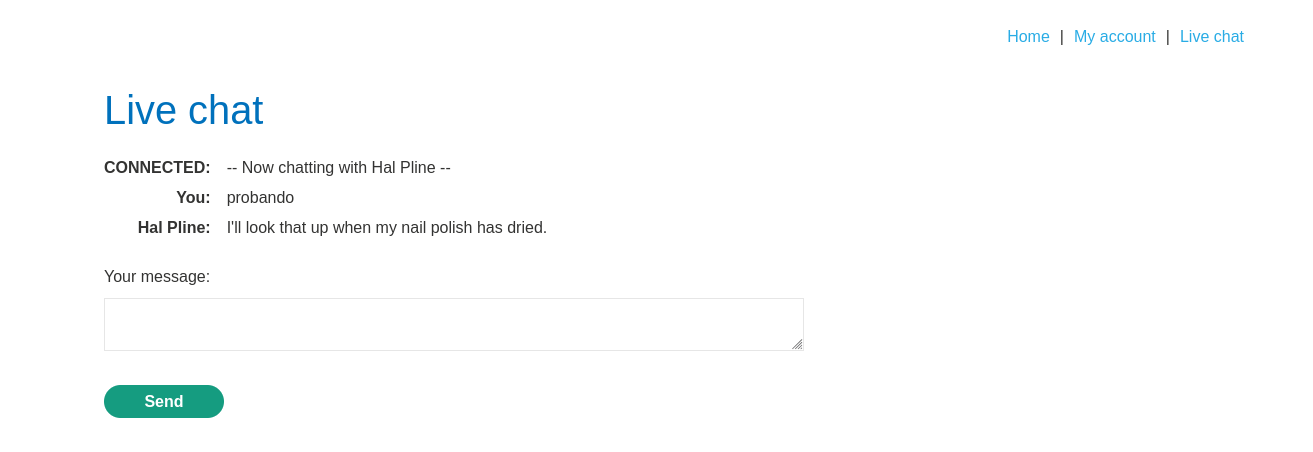 Home | My account | Live chat
Live chat
CONNECTED: -- Now chatting with Hal Pline --
You: probando
Hal Pline: I'll look that up when my nail polish has dried.
Your message:
Send